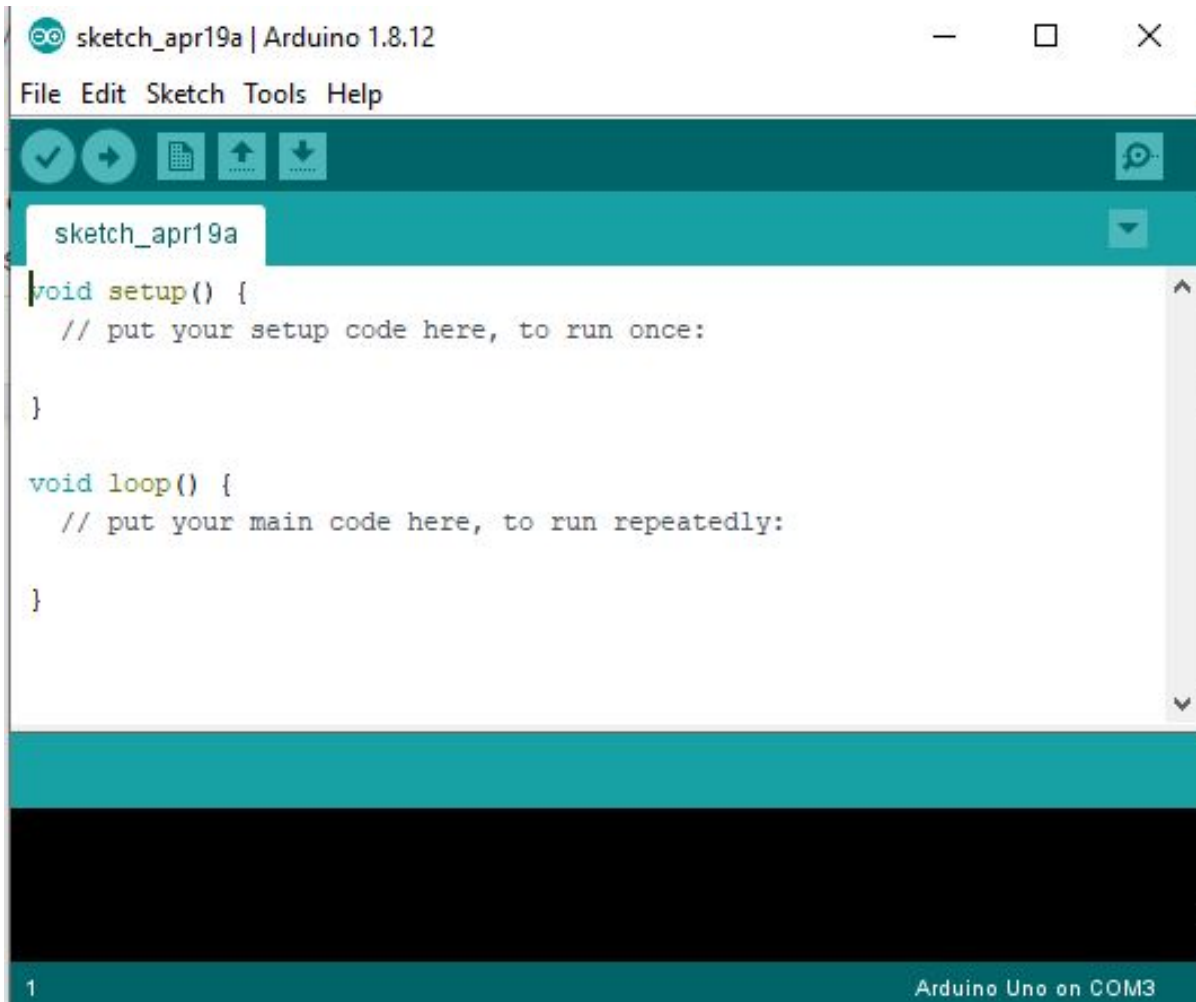 sketch_apr19a | Arduino 1.8.12
File Edit Sketch Tools Help
sketch_apr19a
void setup() {
  // put your setup code here, to run once:
}
void loop() {
  // put your main code here, to run repeatedly:
}
1 Arduino Uno on COM3